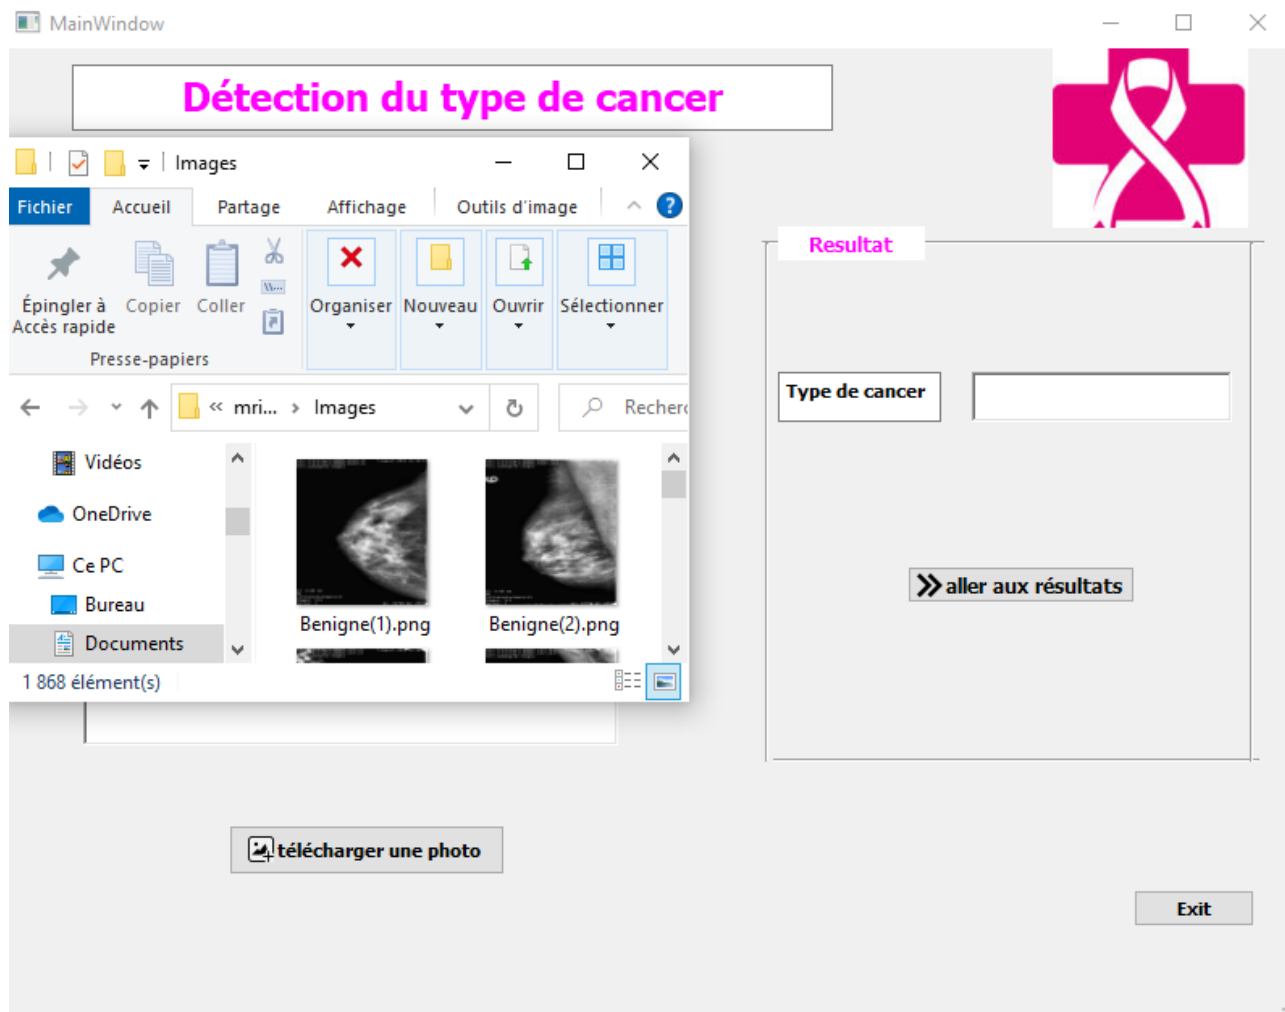 MainWindow
Détection du type de cancer
Images
Fichier Accueil Partage Affichage Outils d'image
Épingler à Accès rapide Copier Coller Organiser Nouveau Ouvrir Sélectionner
Presse-papiers
« mri... > Images Recherc
Vidéos
OneDrive
Ce PC
Bureau
Documents
Benigne(1).png Benigne(2).png
1 868 élément(s)
Resultat
Type de cancer
aller aux résultats
télécharger une photo
Exit